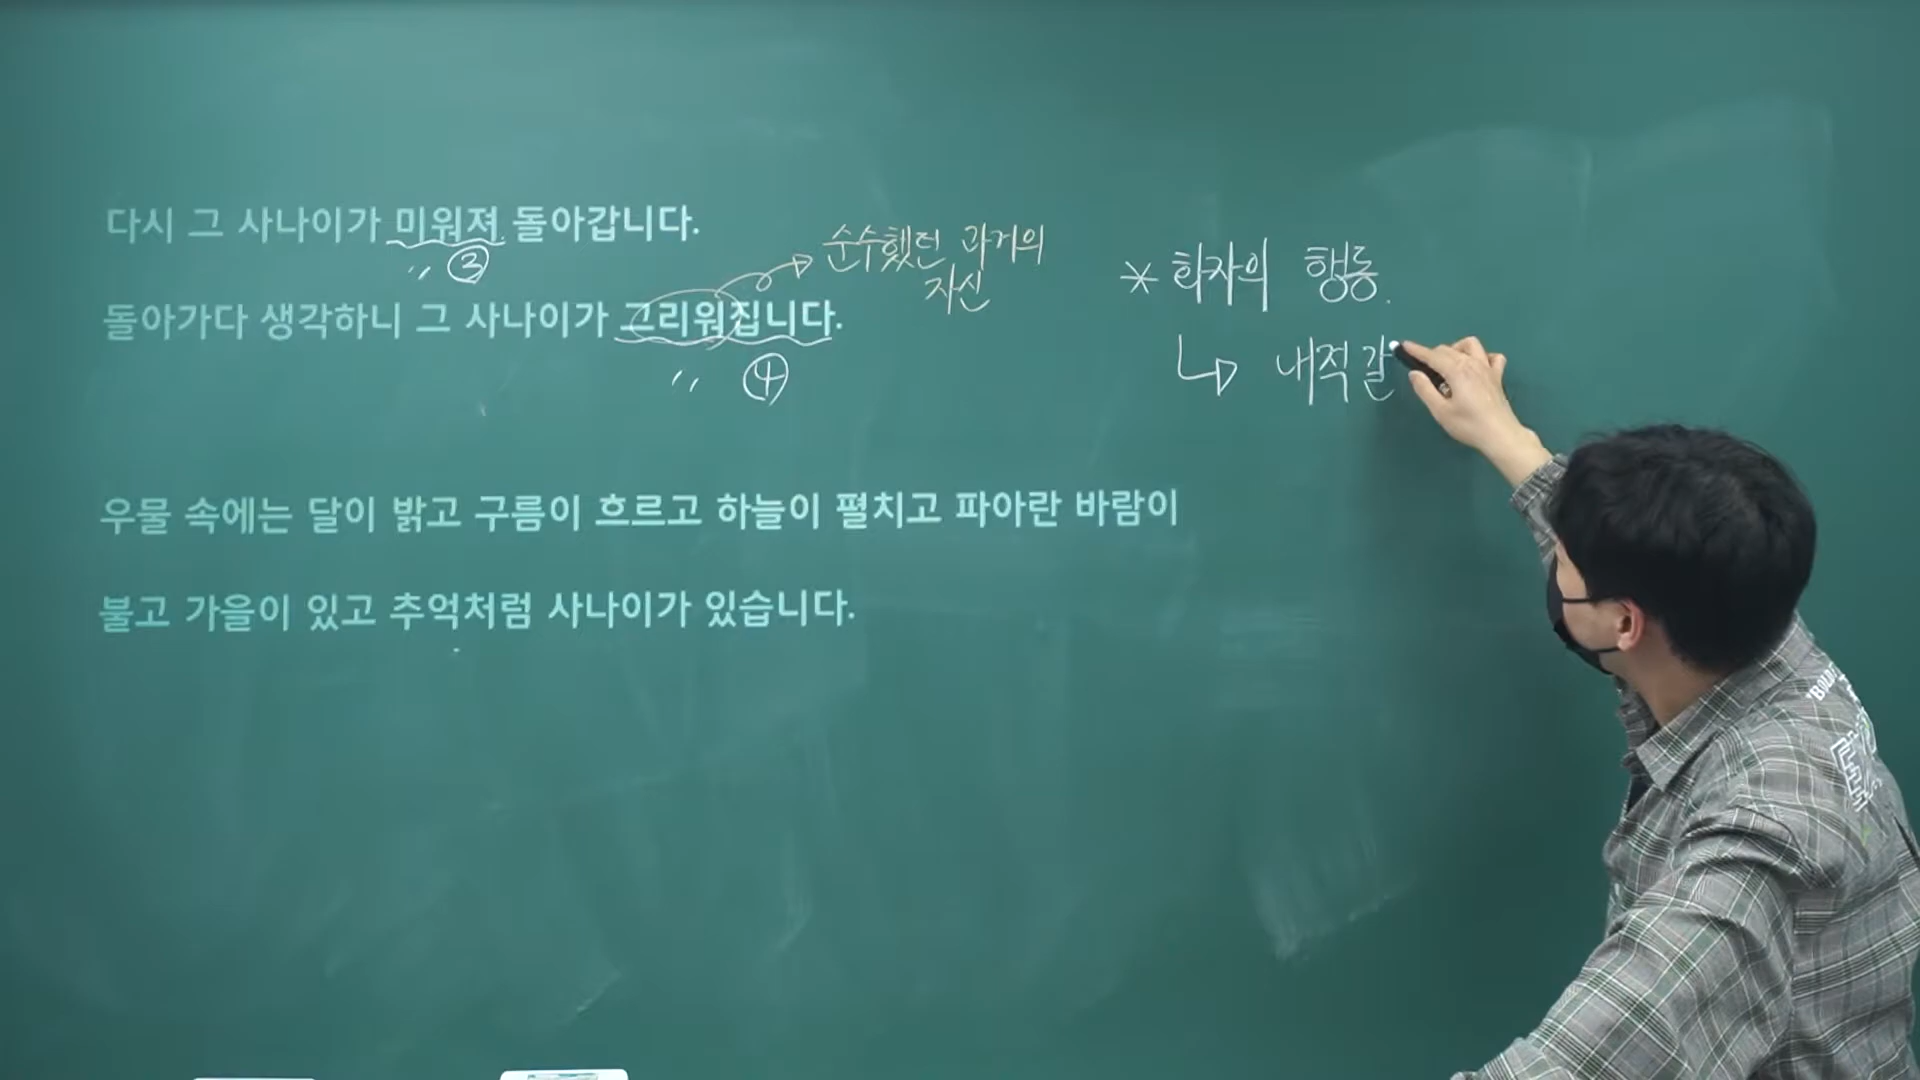 다시 그 사나이가 미워져 돌아갑니다.
〃 ③
순수했던 과거의
자신
돌아가다 생각하니 그 사나이가 그리워집니다.
〃 ④
* 화자의 행동.
↳ 내적갈
우물 속에는 달이 밝고 구름이 흐르고 하늘이 펼치고 파아란 바람이
불고 가을이 있고 추억처럼 사나이가 있습니다.